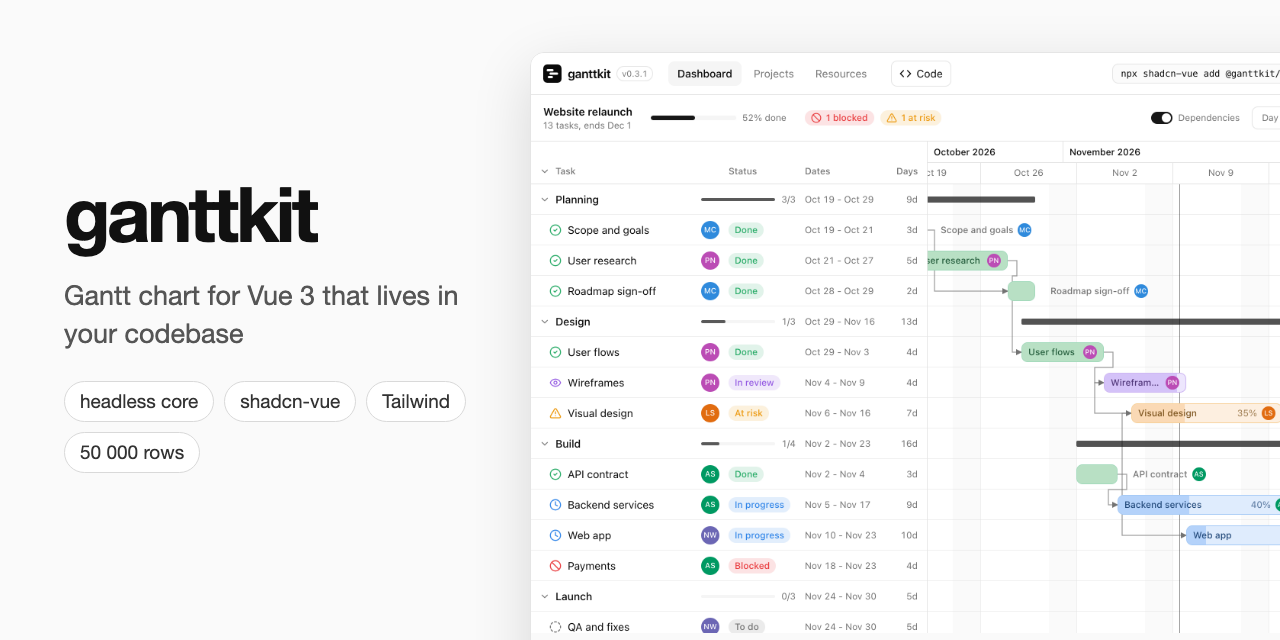 ganttkit
Gantt chart for Vue 3 that lives in
your codebase
headless core
shadcn-vue
Tailwind
50 000 rows
ganttkit v0.3.1 Dashboard Projects Resources Code npx shadcn-vue add @ganttkit/
Website relaunch
13 tasks, ends Dec 1
52% done 1 blocked 1 at risk Dependencies Day
October 2026 November 2026
Task Status Dates Days ct 19 Oct 26 Nov 2 Nov 9
Planning 3/3 Oct 19 - Oct 29 9d
Scope and goals MC Done Oct 19 - Oct 21 3d Scope and goals MC
User research PN Done Oct 21 - Oct 27 5d ser research PN
Roadmap sign-off MC Done Oct 28 - Oct 29 2d Roadmap sign-off MC
Design 1/3 Oct 29 - Nov 16 13d
User flows PN Done Oct 29 - Nov 3 4d User flows PN
Wireframes PN In review Nov 4 - Nov 9 4d Wirefram... PN
Visual design LS At risk Nov 6 - Nov 16 7d Visual design 35% LS
Build 1/4 Nov 2 - Nov 23 16d
API contract AS Done Nov 2 - Nov 4 3d API contract AS
Backend services AS In progress Nov 5 - Nov 17 9d Backend services 40%
Web app NW In progress Nov 10 - Nov 23 10d Web app
Payments AS Blocked Nov 18 - Nov 23 4d
Launch 0/3 Nov 24 - Nov 30 5d
QA and fixes NW To do Nov 24 - Nov 30 5d